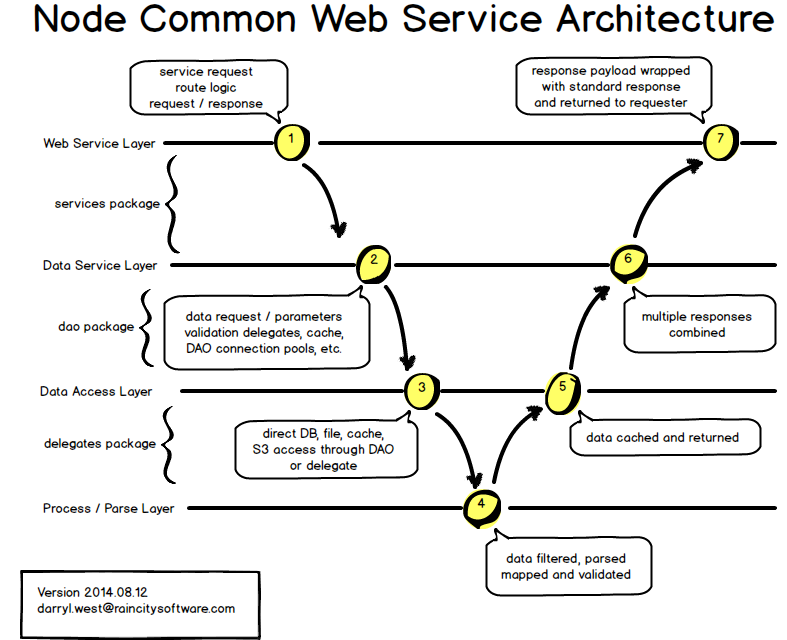 Node Common Web Service Architecture
service request
route logic
request / response
response payload wrapped
with standard response
and returned to requester
Web Service Layer
1
7
services package
Data Service Layer
2
6
data request / parameters
validation delegates, cache,
DAO connection pools, etc.
multiple responses
combined
dao package
Data Access Layer
3
5
direct DB, file, cache,
S3 access through DAO
or delegate
data cached and returned
delegates package
Process / Parse Layer
4
data filtered, parsed
mapped and validated
Version 2014.08.12
darryl.west@raincitysoftware.com